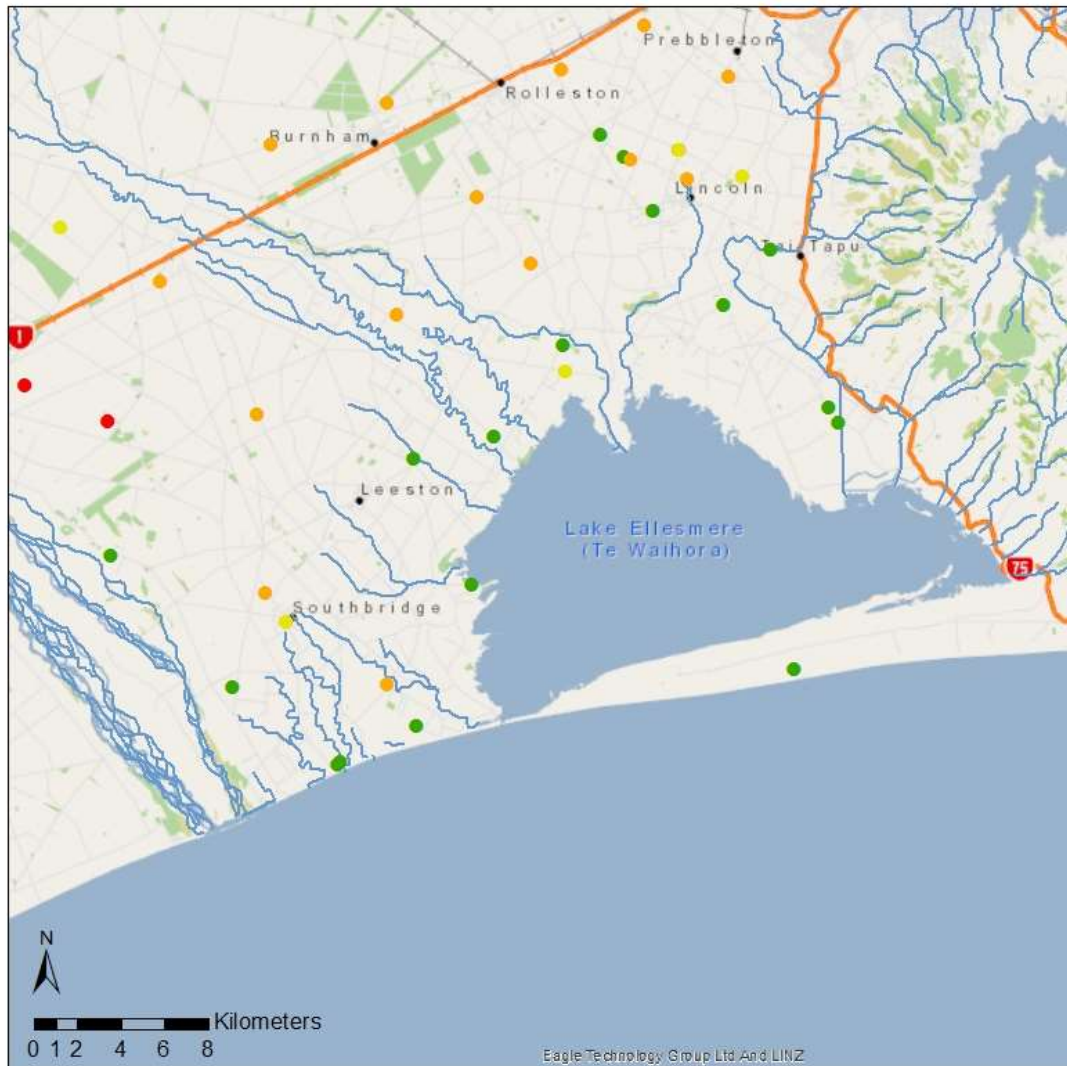 Prebbleton
Rolleston
Burnham
Lincoln
Tai Tapu
1
Leeston
Lake Ellesmere
(Te Waihora)
75
Southbridge
N
Kilometers
0 1 2 4 6 8
Eagle Technology Group Ltd And LINZ